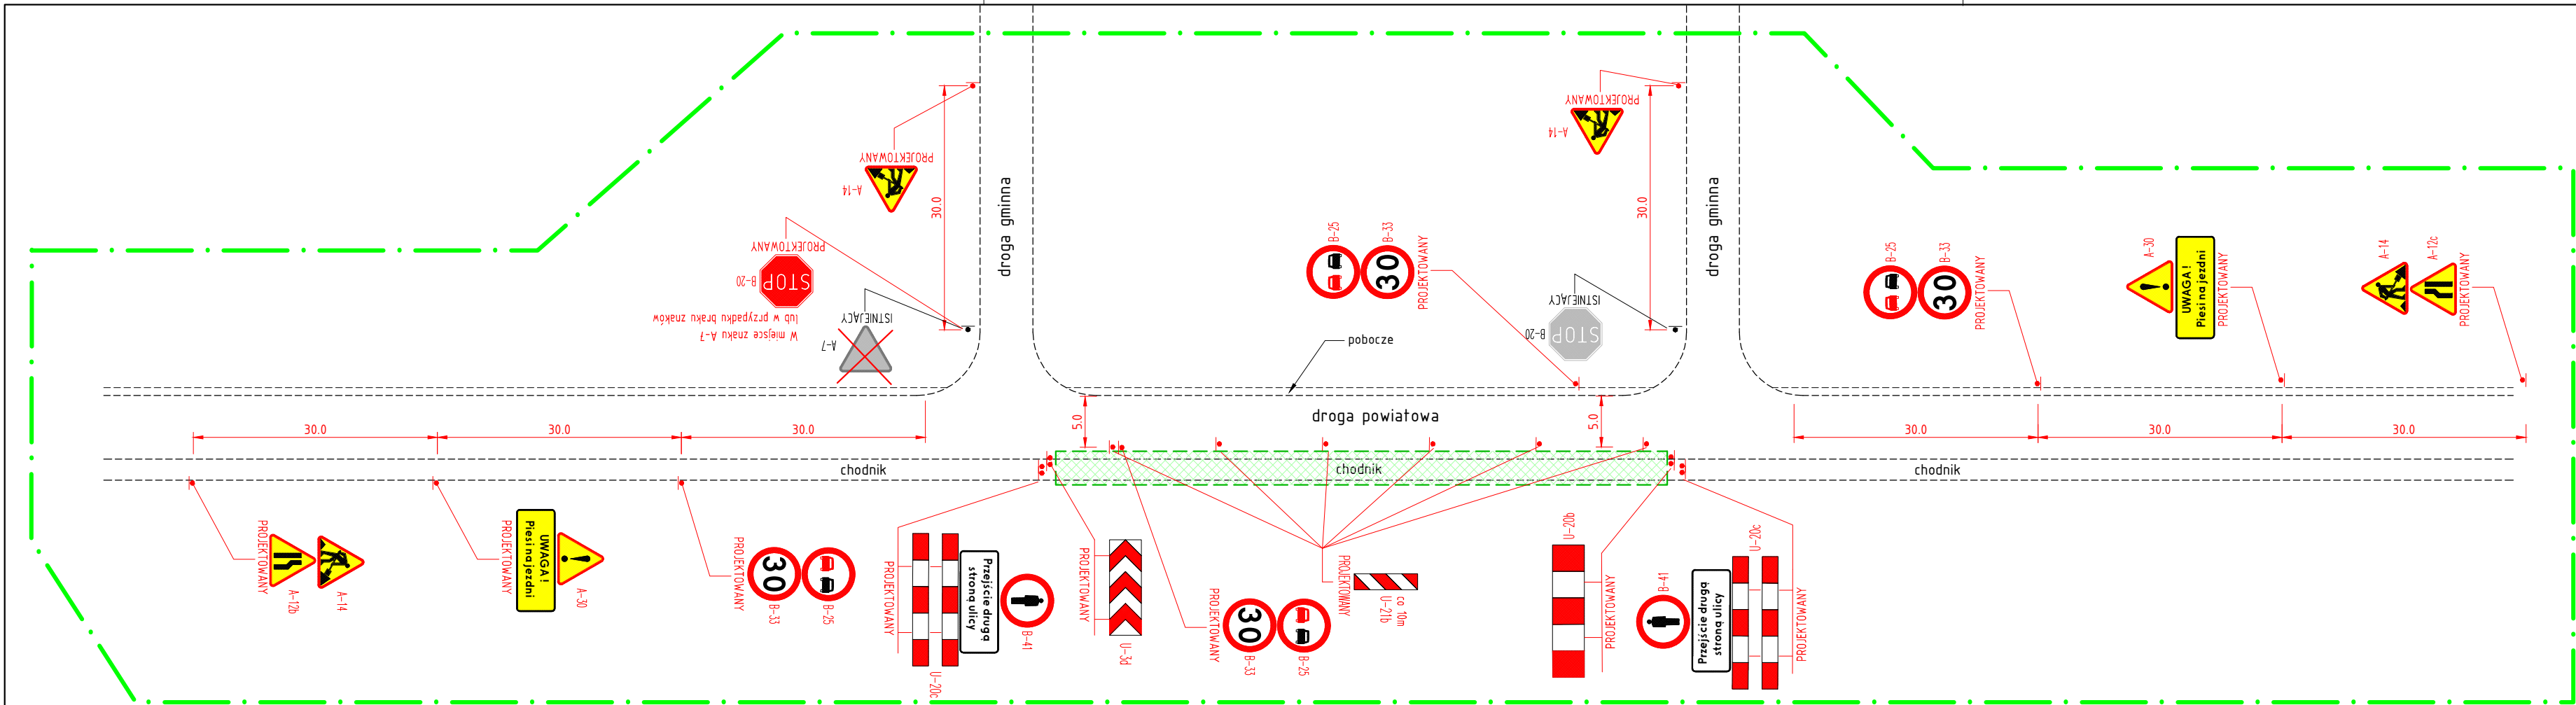 PROJEKTOWANY
A-14
30.0
droga gminna
PROJEKTOWANY
STOP
B-20
W miejsce znaku A-7
lub w przypadku braku znaków
ISTNIEJĄCY
A-7
PROJEKTOWANY
A-14
30.0
droga gminna
B-25
B-33
30
PROJEKTOWANY
ISTNIEJĄCY
STOP
B-20
pobocze
B-25
B-33
30
PROJEKTOWANY
A-30
UWAGA!
Piesi na jezdni
PROJEKTOWANY
A-14
A-12c
PROJEKTOWANY
droga powiatowa
5.0
5.0
30.0
30.0
30.0
30.0
30.0
30.0
chodnik
chodnik
chodnik
PROJEKTOWANY
A-12b
A-14
PROJEKTOWANY
UWAGA!
Piesi na jezdni
A-30
PROJEKTOWANY
30
B-33
B-25
PROJEKTOWANY
U-20c
Przejście drugą
stroną ulicy
B-41
PROJEKTOWANY
U-3d
PROJEKTOWANY
30
B-33
B-25
PROJEKTOWANY
U-21b
co 10m
U-20b
PROJEKTOWANY
B-41
Przejście drugą
stroną ulicy
U-20c
PROJEKTOWANY